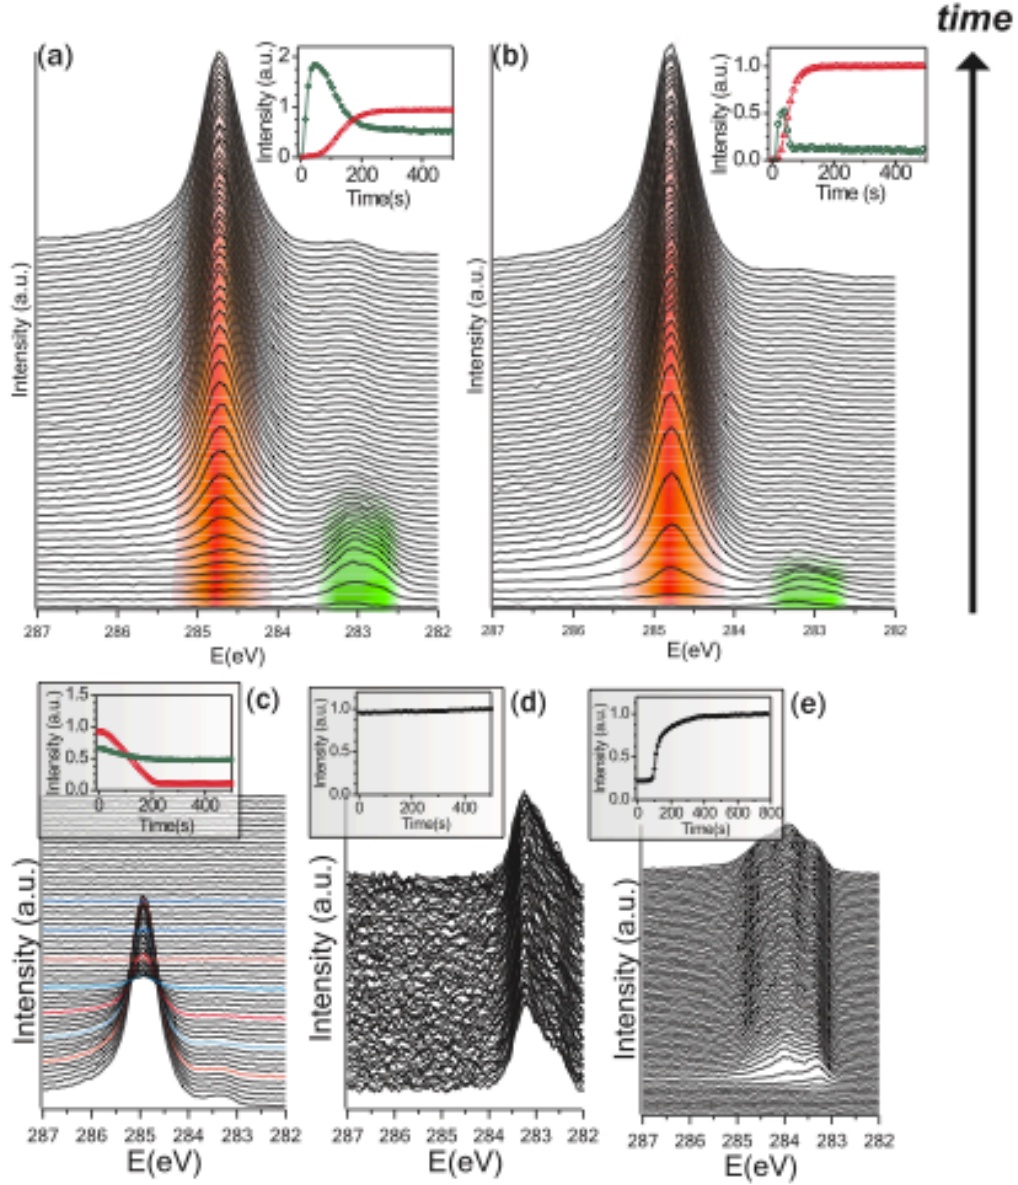 time
(a)
2
1
0
Intensity (a.u.)
0 200 400
Time(s)
(b)
1.0
0.5
0.0
Intensity (a.u.)
0 200 400
Time (s)
Intensity (a.u.)
287 286 285 284 283 282
E(eV)
Intensity (a.u.)
287 286 285 284 283 282
E(eV)
(c)
1.5
1.0
0.5
0.0
Intensity (a.u.)
0 200 400
Time(s)
(d)
1.0
0.5
0.0
Intensity (a.u.)
0 200 400
Time(s)
(e)
1.0
0.5
0.0
Intensity (a.u.)
0 200 400 600 800
Time(s)
Intensity (a.u.)
287 286 285 284 283 282
E(eV)
Intensity (a.u.)
287 286 285 284 283 282
E(eV)
Intensity (a.u.)
287 286 285 284 283 282
E(eV)